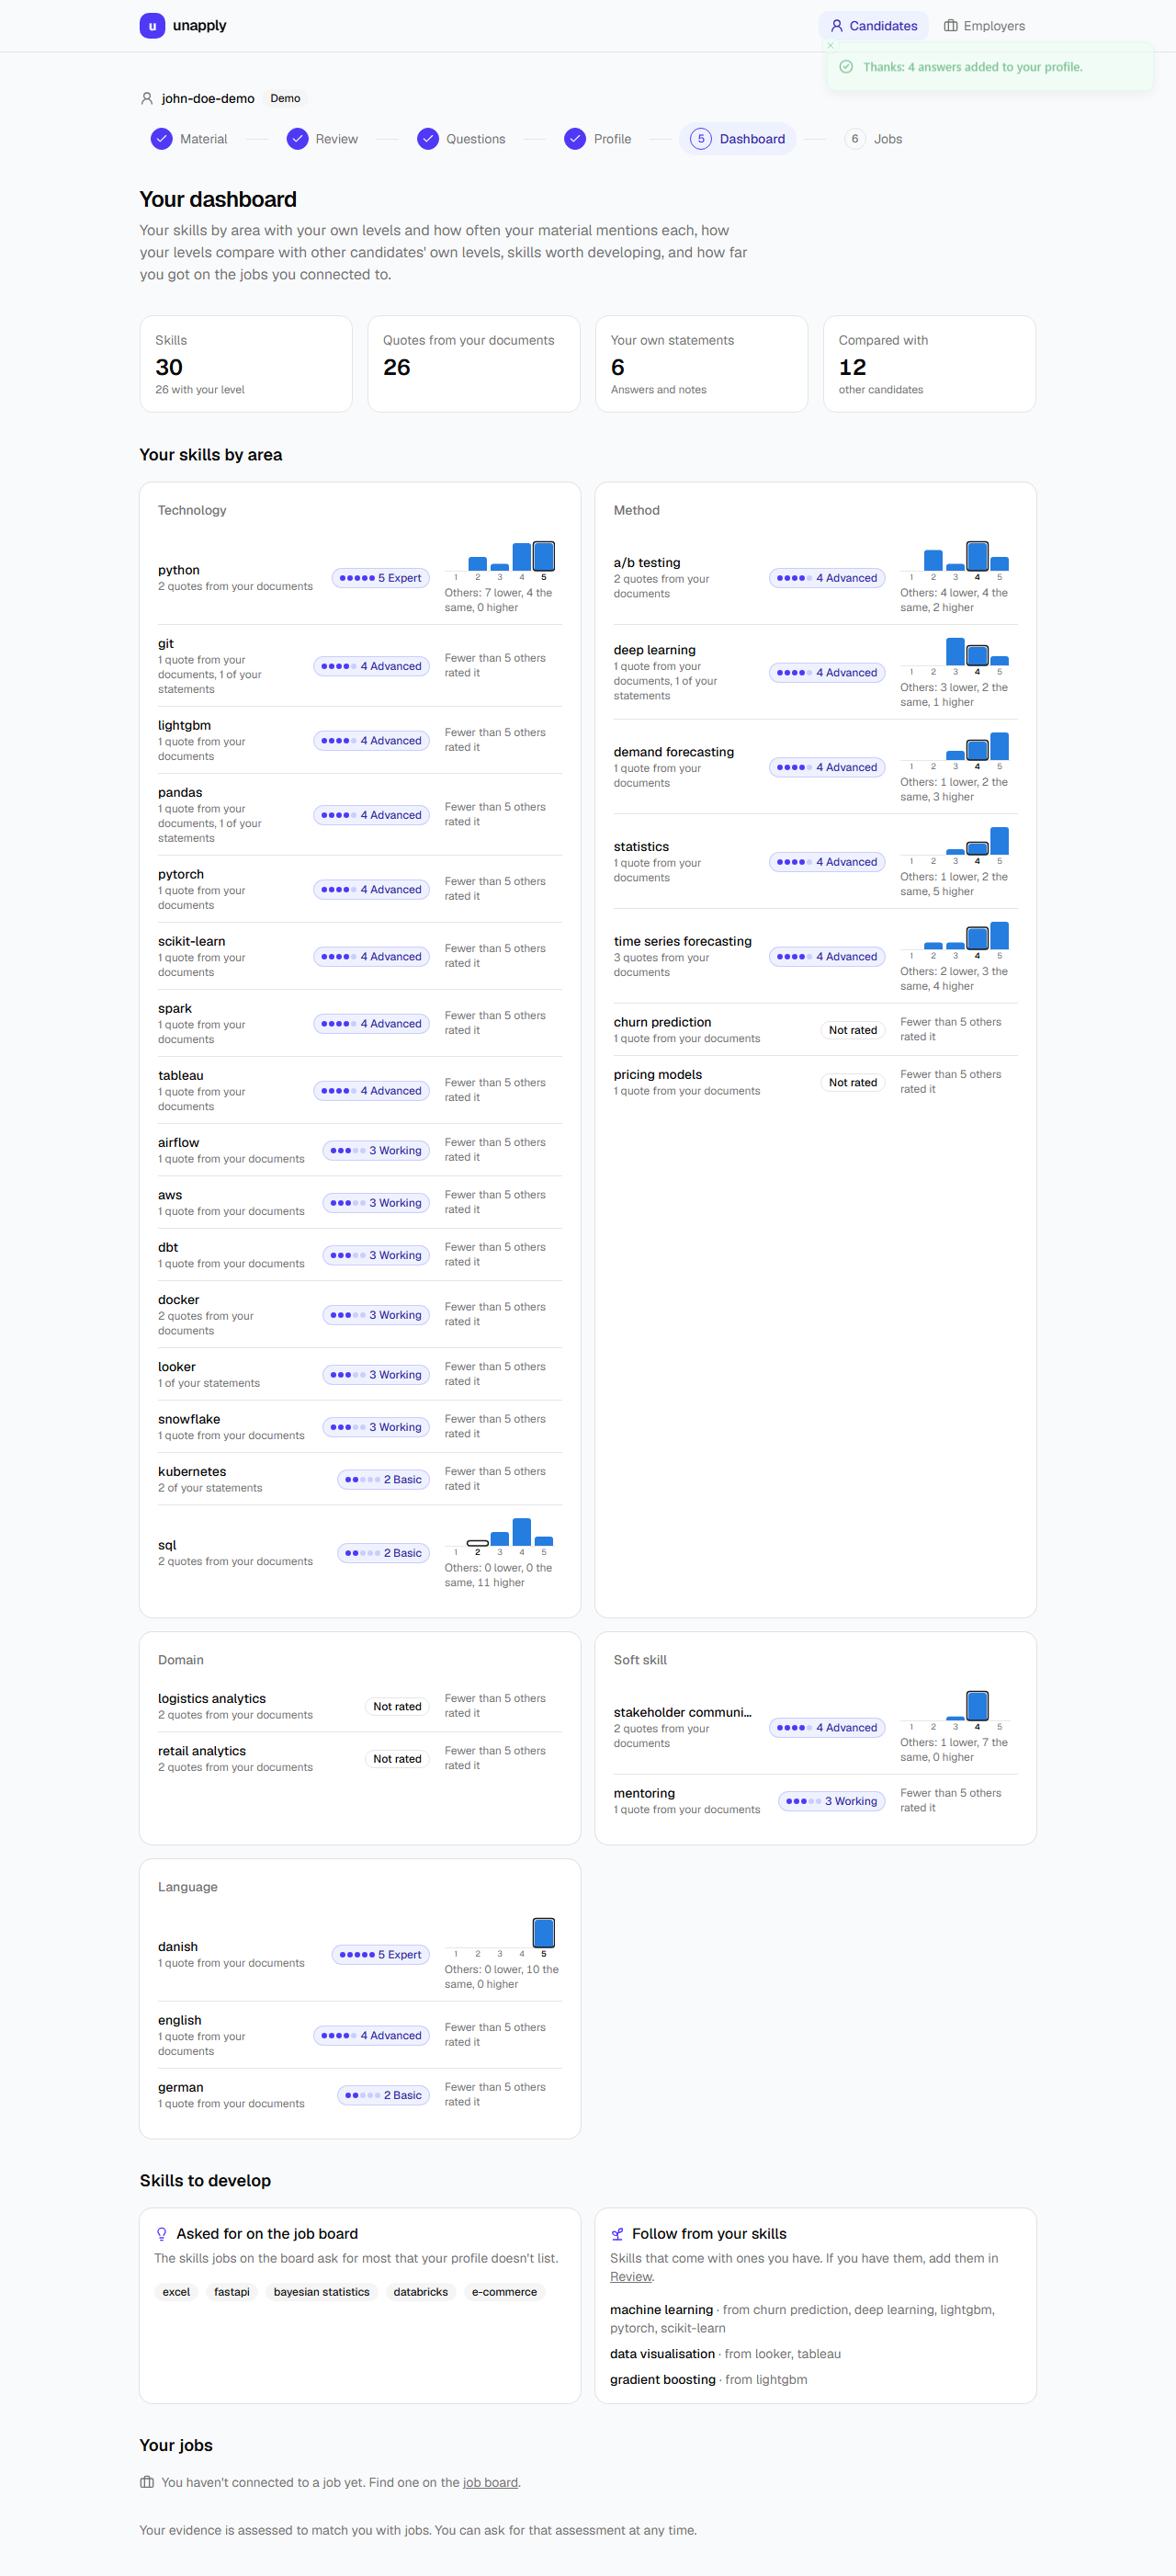 u unapply
Candidates
Employers
Thanks: 4 answers added to your profile.
john-doe-demo Demo
Material
Review
Questions
Profile
5 Dashboard
6 Jobs
Your dashboard
Your skills by area with your own levels and how often your material mentions each, how
your levels compare with other candidates' own levels, skills worth developing, and how far
you got on the jobs you connected to.
Skills
30
26 with your level
Quotes from your documents
26
Your own statements
6
Answers and notes
Compared with
12
other candidates
Your skills by area
Technology
python
2 quotes from your documents
5 Expert
1 2 3 4 5
Others: 7 lower, 4 the
same, 0 higher
git
1 quote from your
documents, 1 of your
statements
4 Advanced
Fewer than 5 others
rated it
lightgbm
1 quote from your
documents
4 Advanced
Fewer than 5 others
rated it
pandas
1 quote from your
documents, 1 of your
statements
4 Advanced
Fewer than 5 others
rated it
pytorch
1 quote from your
documents
4 Advanced
Fewer than 5 others
rated it
scikit-learn
1 quote from your
documents
4 Advanced
Fewer than 5 others
rated it
spark
1 quote from your
documents
4 Advanced
Fewer than 5 others
rated it
tableau
1 quote from your
documents
4 Advanced
Fewer than 5 others
rated it
airflow
1 quote from your documents
3 Working
Fewer than 5 others
rated it
aws
1 quote from your documents
3 Working
Fewer than 5 others
rated it
dbt
1 quote from your documents
3 Working
Fewer than 5 others
rated it
docker
2 quotes from your
documents
3 Working
Fewer than 5 others
rated it
looker
1 of your statements
3 Working
Fewer than 5 others
rated it
snowflake
1 quote from your documents
3 Working
Fewer than 5 others
rated it
kubernetes
2 of your statements
2 Basic
Fewer than 5 others
rated it
sql
2 quotes from your documents
2 Basic
1 2 3 4 5
Others: 0 lower, 0 the
same, 11 higher
Method
a/b testing
2 quotes from your
documents
4 Advanced
1 2 3 4 5
Others: 4 lower, 4 the
same, 2 higher
deep learning
1 quote from your
documents, 1 of your
statements
4 Advanced
1 2 3 4 5
Others: 3 lower, 2 the
same, 1 higher
demand forecasting
1 quote from your
documents
4 Advanced
1 2 3 4 5
Others: 1 lower, 2 the
same, 3 higher
statistics
1 quote from your
documents
4 Advanced
1 2 3 4 5
Others: 1 lower, 2 the
same, 5 higher
time series forecasting
3 quotes from your
documents
4 Advanced
1 2 3 4 5
Others: 2 lower, 3 the
same, 4 higher
churn prediction
1 quote from your documents
Not rated
Fewer than 5 others
rated it
pricing models
1 quote from your documents
Not rated
Fewer than 5 others
rated it
Domain
logistics analytics
2 quotes from your documents
Not rated
Fewer than 5 others
rated it
retail analytics
2 quotes from your documents
Not rated
Fewer than 5 others
rated it
Soft skill
stakeholder communi...
2 quotes from your
documents
4 Advanced
1 2 3 4 5
Others: 1 lower, 7 the
same, 0 higher
mentoring
1 quote from your documents
3 Working
Fewer than 5 others
rated it
Language
danish
1 quote from your documents
5 Expert
1 2 3 4 5
Others: 0 lower, 10 the
same, 0 higher
english
1 quote from your
documents
4 Advanced
Fewer than 5 others
rated it
german
1 quote from your documents
2 Basic
Fewer than 5 others
rated it
Skills to develop
Asked for on the job board
The skills jobs on the board ask for most that your profile doesn't list.
excel fastapi bayesian statistics databricks e-commerce
Follow from your skills
Skills that come with ones you have. If you have them, add them in
Review.
machine learning · from churn prediction, deep learning, lightgbm,
pytorch, scikit-learn
data visualisation · from looker, tableau
gradient boosting · from lightgbm
Your jobs
You haven't connected to a job yet. Find one on the job board.
Your evidence is assessed to match you with jobs. You can ask for that assessment at any time.